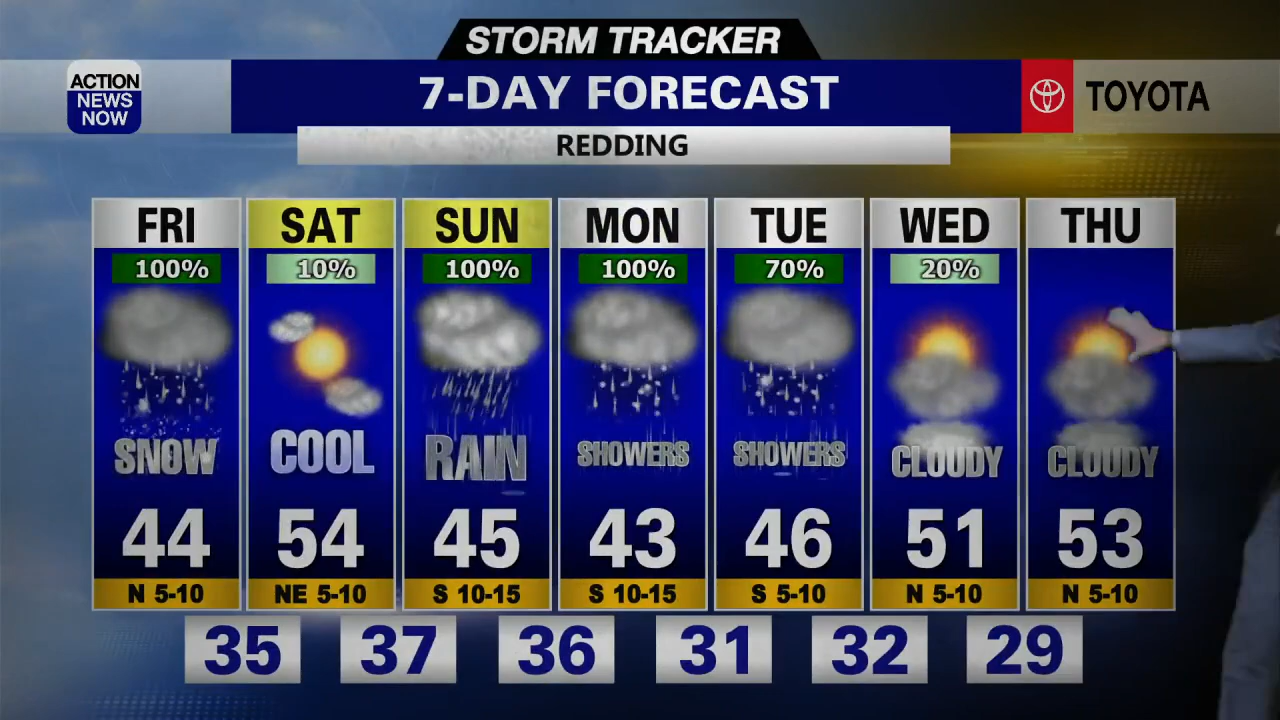 STORM TRACKER
ACTION
NEWS
NOW
7-DAY FORECAST
TOYOTA
REDDING
FRI SAT SUN MON TUE WED THU
100% 10% 100% 100% 70% 20%
SNOW COOL RAIN SHOWERS SHOWERS CLOUDY CLOUDY
44 54 45 43 46 51 53
N 5-10 NE 5-10 S 10-15 S 10-15 S 5-10 N 5-10 N 5-10
35 37 36 31 32 29